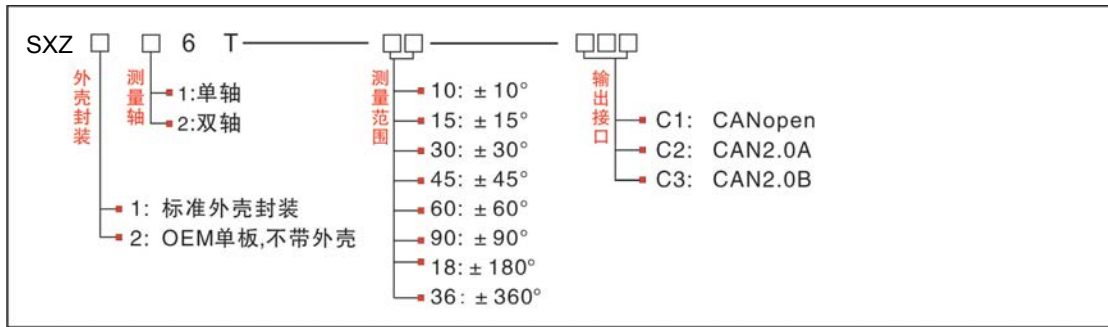 SXZ□ □ 6 T——□□——□□□
外壳封装
测量轴
1:单轴
2:双轴
1: 标准外壳封装
2: OEM单板,不带外壳
测量范围
10: ±10°
15: ±15°
30: ±30°
45: ±45°
60: ±60°
90: ±90°
18: ±180°
36: ±360°
输出接口
C1: CANopen
C2: CAN2.0A
C3: CAN2.0B